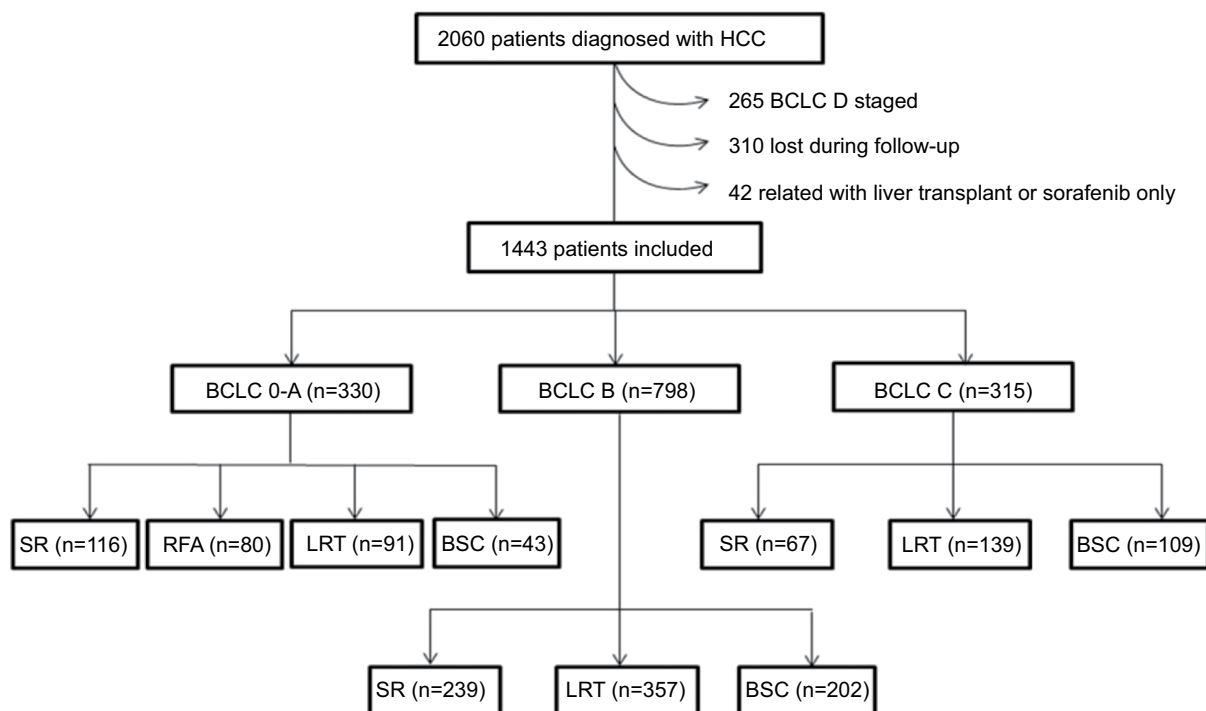 2060 patients diagnosed with HCC
265 BCLC D staged
310 lost during follow-up
42 related with liver transplant or sorafenib only
1443 patients included
BCLC 0-A (n=330)
BCLC B (n=798)
BCLC C (n=315)
SR (n=116)
RFA (n=80)
LRT (n=91)
BSC (n=43)
SR (n=67)
LRT (n=139)
BSC (n=109)
SR (n=239)
LRT (n=357)
BSC (n=202)